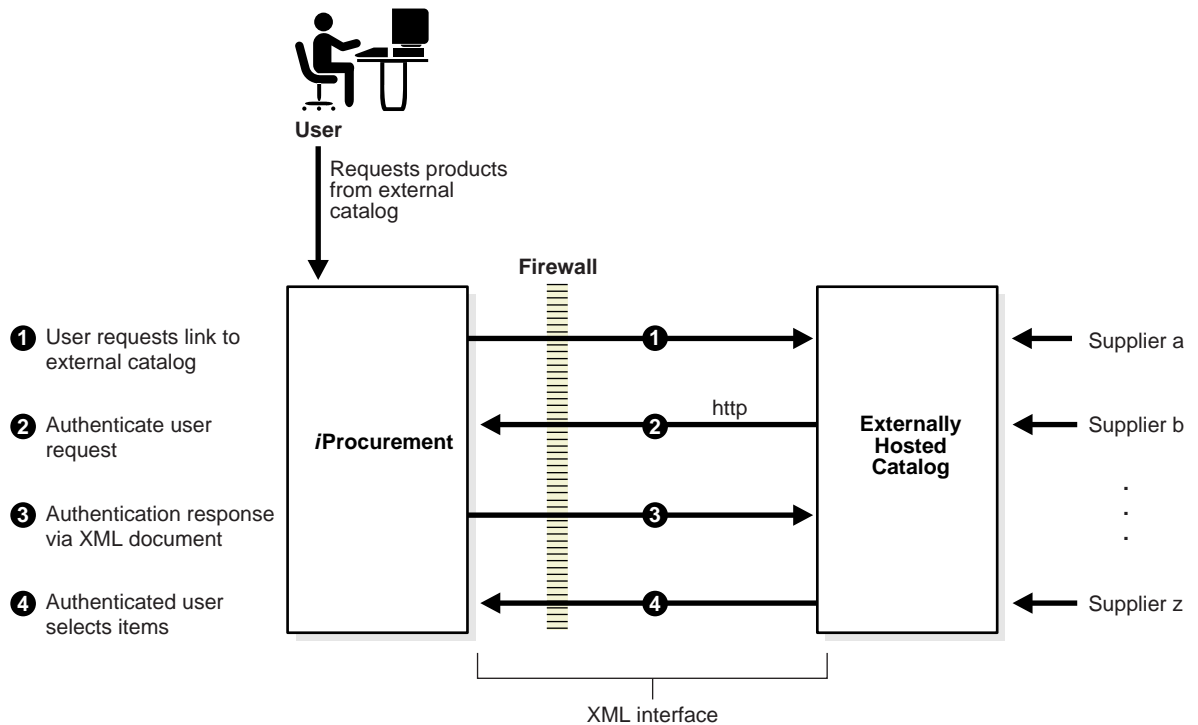 User
Requests products
from external
catalog
Firewall
1 User requests link to
external catalog
1
Supplier a
2 Authenticate user
request
iProcurement
http
2
Externally
Hosted
Catalog
Supplier b
.
.
.
3 Authentication response
via XML document
3
4 Authenticated user
selects items
4
Supplier z
XML interface